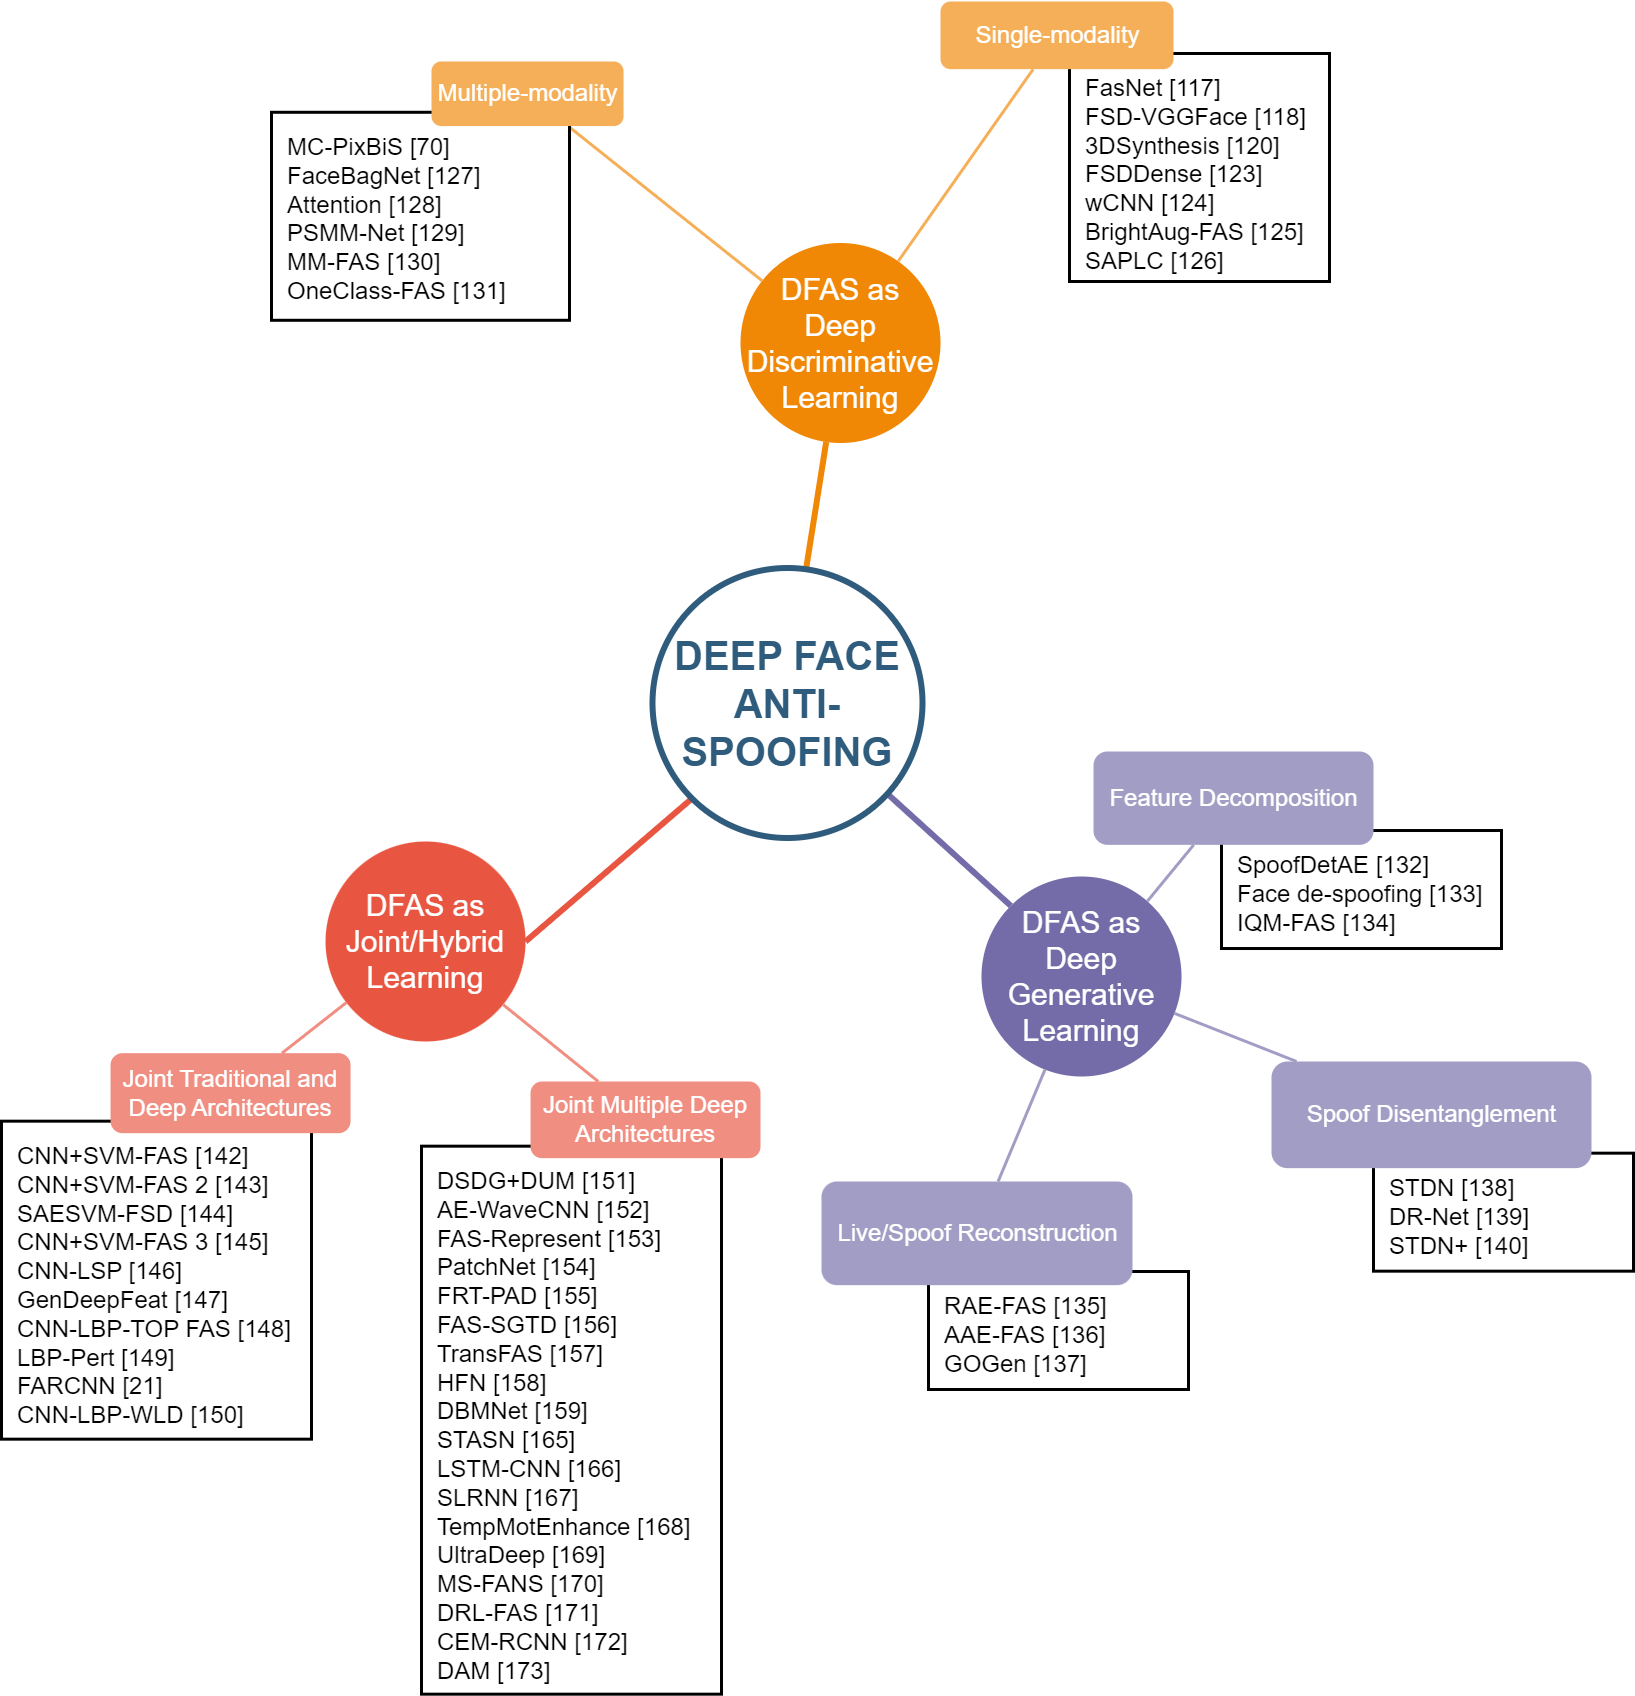 Single-modality
FasNet [117]
FSD-VGGFace [118]
3DSynthesis [120]
FSDDense [123]
wCNN [124]
BrightAug-FAS [125]
SAPLC [126]
Multiple-modality
MC-PixBiS [70]
FaceBagNet [127]
Attention [128]
PSMM-Net [129]
MM-FAS [130]
OneClass-FAS [131]
DFAS as
Deep
Discriminative
Learning
DEEP FACE
ANTI-
SPOOFING
Feature Decomposition
SpoofDetAE [132]
Face de-spoofing [133]
IQM-FAS [134]
DFAS as
Joint/Hybrid
Learning
DFAS as
Deep
Generative
Learning
Joint Traditional and
Deep Architectures
CNN+SVM-FAS [142]
CNN+SVM-FAS 2 [143]
SAESVM-FSD [144]
CNN+SVM-FAS 3 [145]
CNN-LSP [146]
GenDeepFeat [147]
CNN-LBP-TOP FAS [148]
LBP-Pert [149]
FARCNN [21]
CNN-LBP-WLD [150]
Joint Multiple Deep
Architectures
DSDG+DUM [151]
AE-WaveCNN [152]
FAS-Represent [153]
PatchNet [154]
FRT-PAD [155]
FAS-SGTD [156]
TransFAS [157]
HFN [158]
DBMNet [159]
STASN [165]
LSTM-CNN [166]
SLRNN [167]
TempMotEnhance [168]
UltraDeep [169]
MS-FANS [170]
DRL-FAS [171]
CEM-RCNN [172]
DAM [173]
Spoof Disentanglement
STDN [138]
DR-Net [139]
STDN+ [140]
Live/Spoof Reconstruction
RAE-FAS [135]
AAE-FAS [136]
GOGen [137]